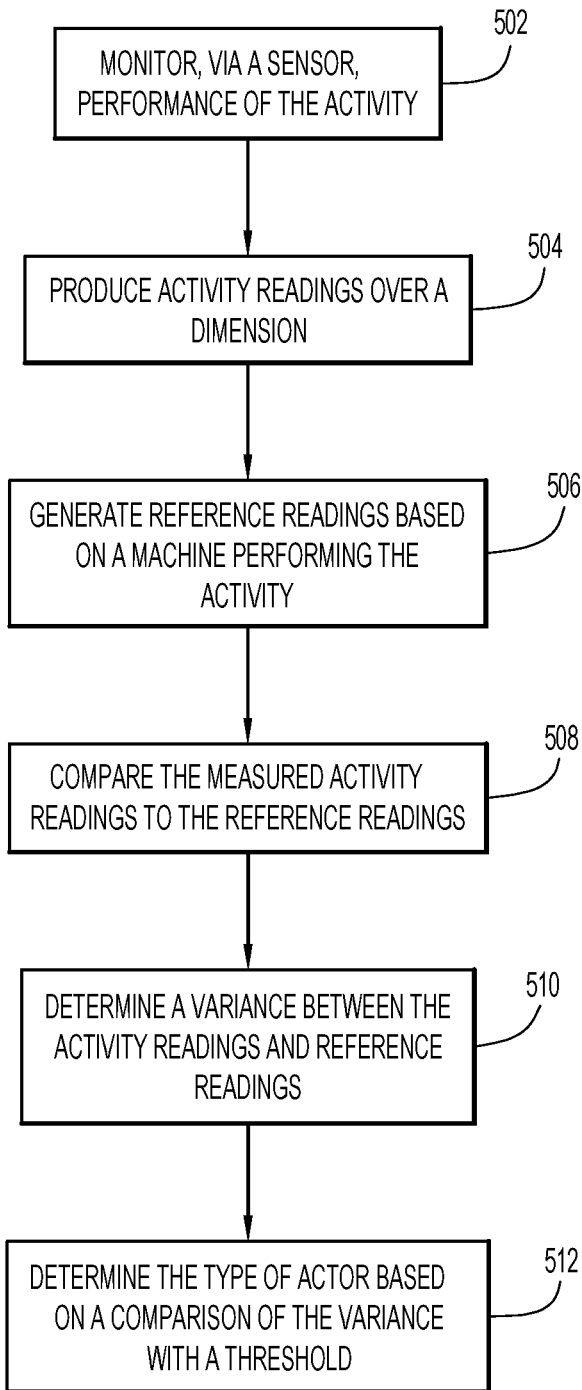 502
MONITOR, VIA A SENSOR,
PERFORMANCE OF THE ACTIVITY
504
PRODUCE ACTIVITY READINGS OVER A
DIMENSION
506
GENERATE REFERENCE READINGS BASED
ON A MACHINE PERFORMING THE
ACTIVITY
508
COMPARE THE MEASURED ACTIVITY
READINGS TO THE REFERENCE READINGS
510
DETERMINE A VARIANCE BETWEEN THE
ACTIVITY READINGS AND REFERENCE
READINGS
512
DETERMINE THE TYPE OF ACTOR BASED
ON A COMPARISON OF THE VARIANCE
WITH A THRESHOLD